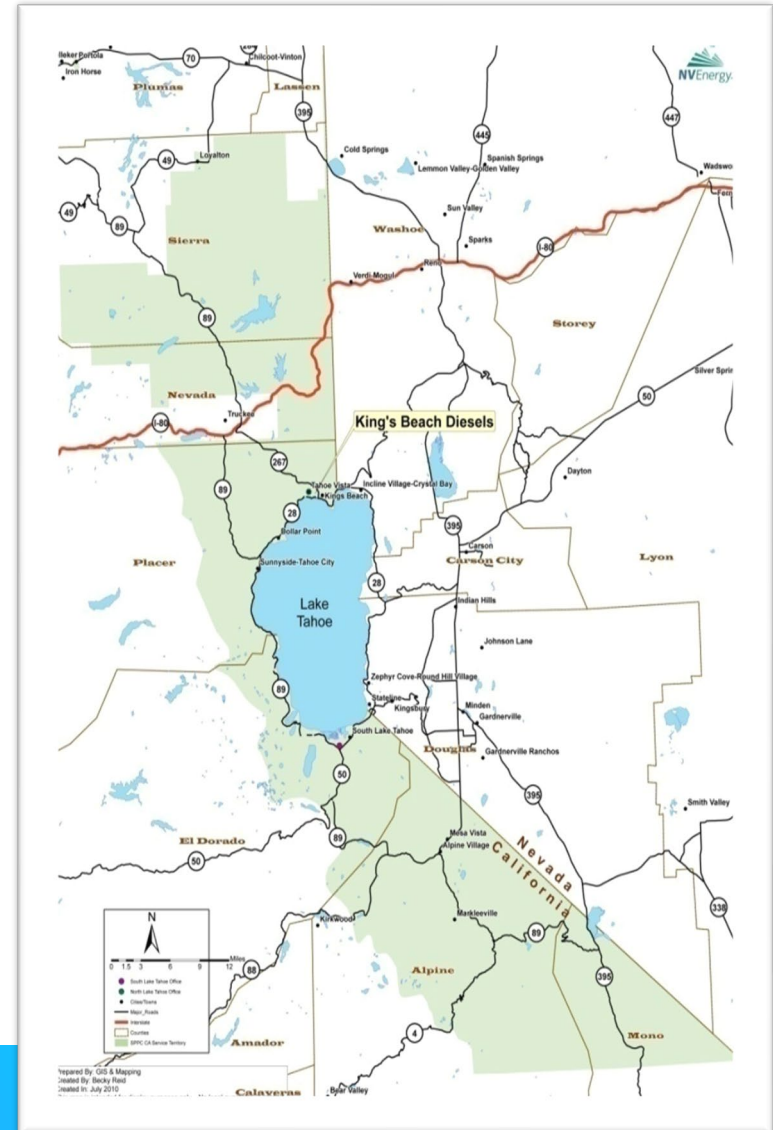 NVEnergy
70
Chilcoot-Vinton
Iron Horse
Plumas
Lassen
395
447
445
Cold Springs
Spanish Springs
Lemmon Valley-Golden Valley
49
Loyalton
Wadswo
49
89
Sun Valley
Washoe
Sierra
Sparks
I-80
Reno
Verdi-Mogul
89
Storey
Silver Sprin
50
Nevada
Truckee
I-80
King's Beach Diesels
267
Dayton
89
Tahoe Vista
Incline Village-Crystal Bay
Kings Beach
28
395
Dollar Point
Carson
Carson City
Lyon
Placer
Sunnyside-Tahoe City
28
Lake
Tahoe
Indian Hills
Johnson Lane
Zephyr Cove-Round Hill Village
89
Stateline
Kingsbury
Minden
Gardnerville
South Lake Tahoe
Douglas
Gardnerville Ranchos
50
395
Smith Valley
Mesa Vista
89
El Dorado
Alpine Village
Nevada
California
50
338
Kirkwood
Markleeville
89
N
Miles
0 1.5 3 6 9 12
88
Alpine
395
South Lake Tahoe Office
North Lake Tahoe Office
Cities/Towns
Major_Roads
Interstate
Counties
SPPC CA Service Territory
4
Mono
Amador
Prepared By: GIS & Mapping
Created By: Becky Reid
Created In: July 2010
Calaveras
Bear Valley